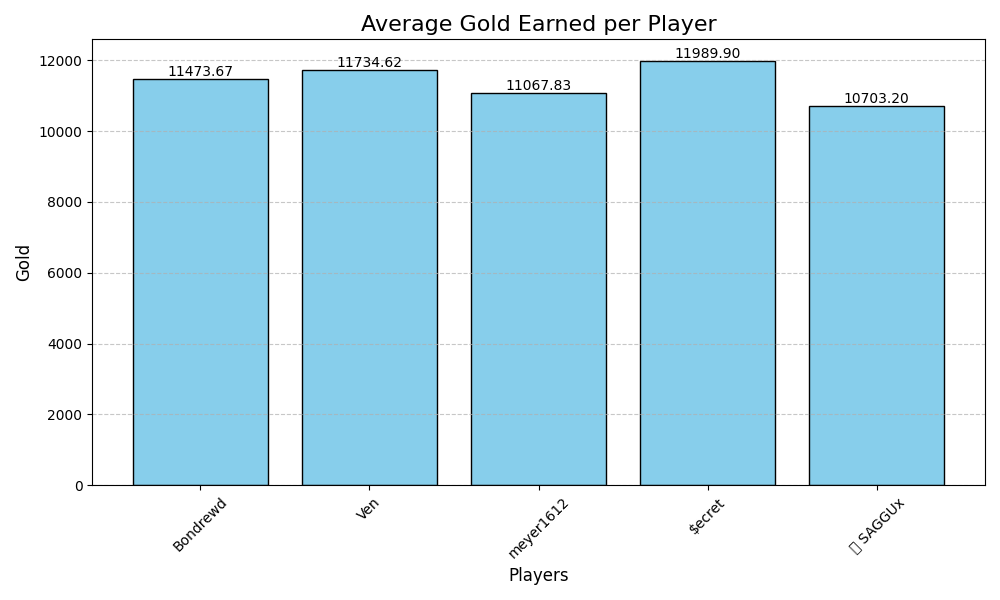 Average Gold Earned per Player
12000
10000
8000
6000
4000
2000
0
Gold
11473.67
11734.62
11067.83
11989.90
10703.20
Bondrewd
Ven
meyer1612
$ecret
SAGGUx
Players